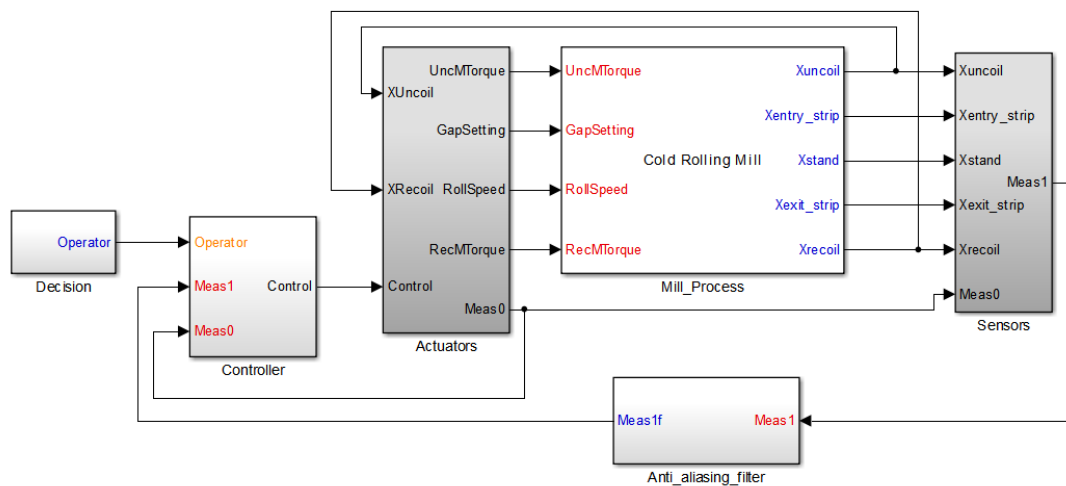 UncMTorque
XUncoil
GapSetting
XRecoil
RollSpeed
RecMTorque
Control
Meas0
Actuators
UncMTorque
GapSetting
RollSpeed
RecMTorque
Cold Rolling Mill
Xuncoil
Xentry_strip
Xstand
Xexit_strip
Xrecoil
Mill_Process
Xuncoil
Xentry_strip
Xstand
Meas1
Xexit_strip
Xrecoil
Meas0
Sensors
Operator
Decision
Operator
Meas1
Control
Meas0
Controller
Meas1f
Meas1
Anti_aliasing_filter